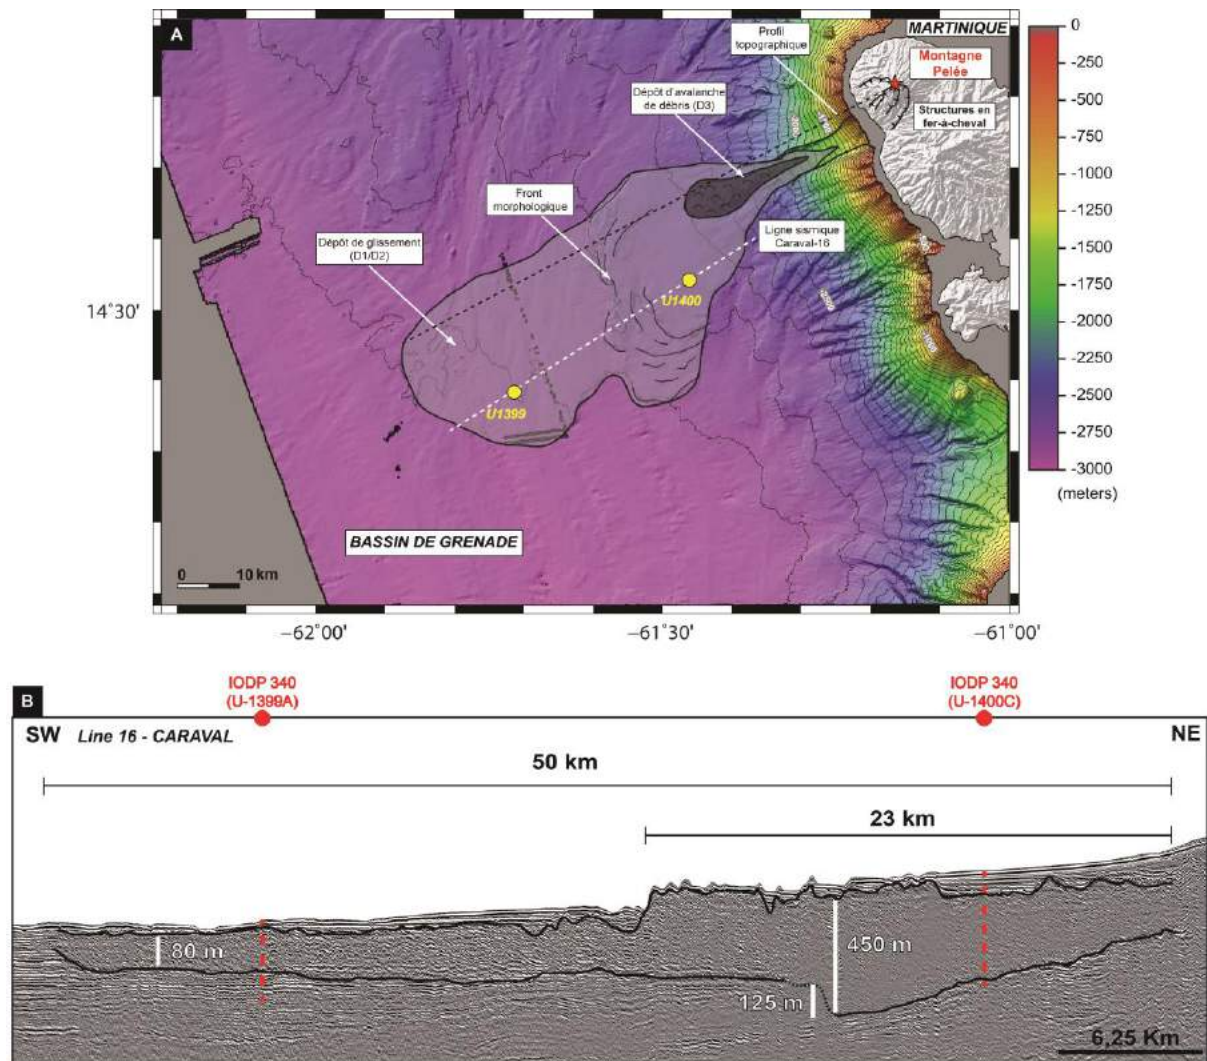 A
MARTINIQUE
Profil
topographique
Montagne
Pelée
Dépôt d'avalanche
de débris (D3)
Structures en
fer-à-cheval
Front
morphologique
Dépôt de glissement
(D1/D2)
Ligne sismique
Caraval-16
U1400
U1399
14°30'
BASSIN DE GRENADE
0 10 km
−62°00' −61°30' −61°00'
0
-250
-500
-750
-1000
-1250
-1500
-1750
-2000
-2250
-2500
-2750
-3000
(meters)
B
IODP 340
(U-1399A)
IODP 340
(U-1400C)
SW Line 16 - CARAVAL NE
50 km
23 km
80 m
450 m
125 m
6,25 Km